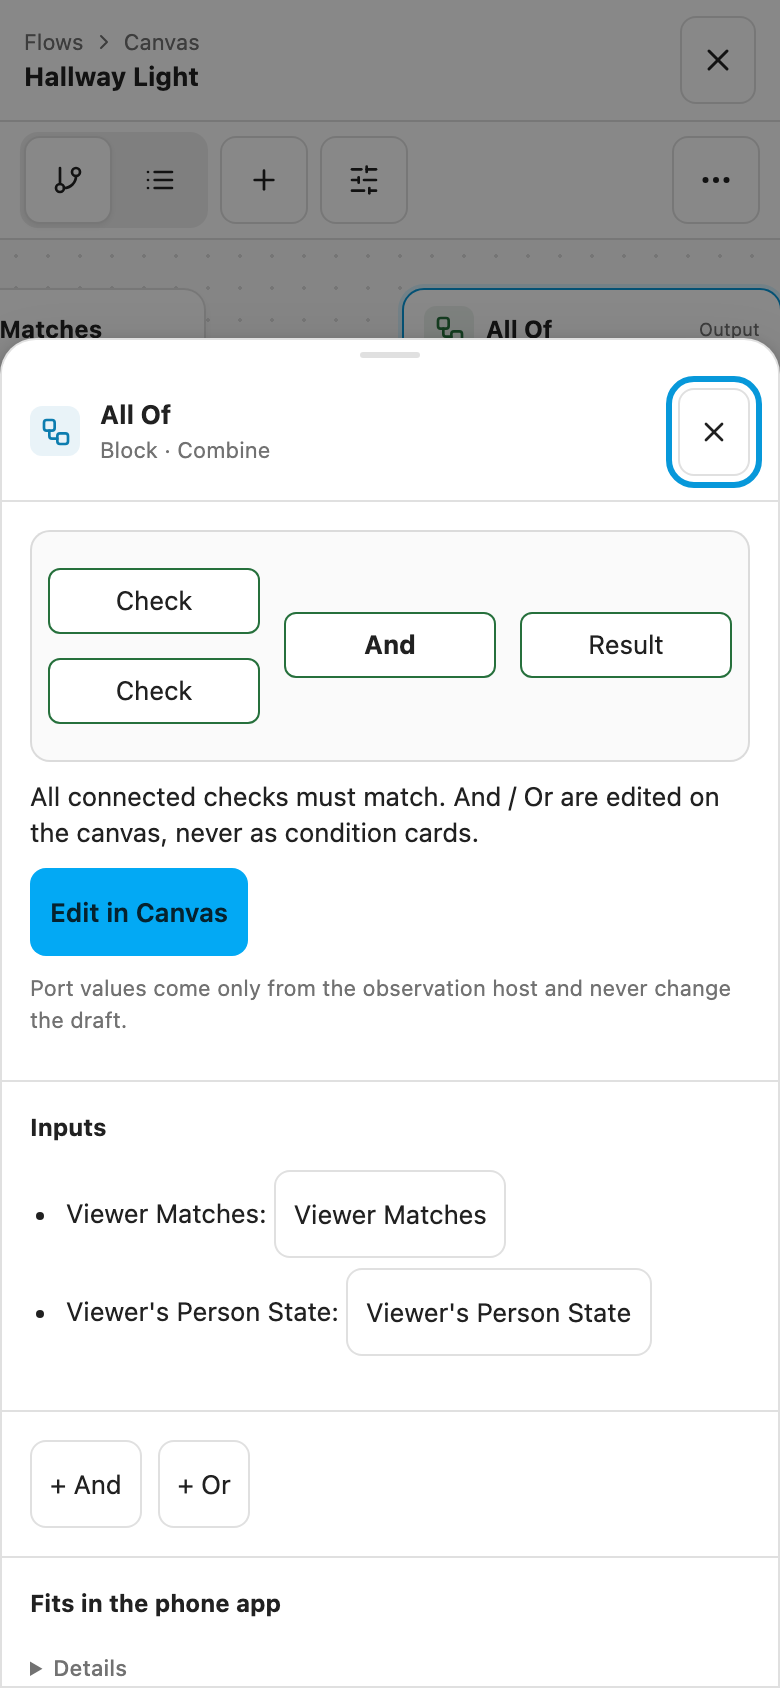 Flows > Canvas
Hallway Light
Matches
All Of
Output
All Of
Block · Combine
Check
Check
And
Result
All connected checks must match. And / Or are edited on
the canvas, never as condition cards.
Edit in Canvas
Port values come only from the observation host and never change
the draft.
Inputs
• Viewer Matches: Viewer Matches
• Viewer's Person State: Viewer's Person State
+ And
+ Or
Fits in the phone app
Details